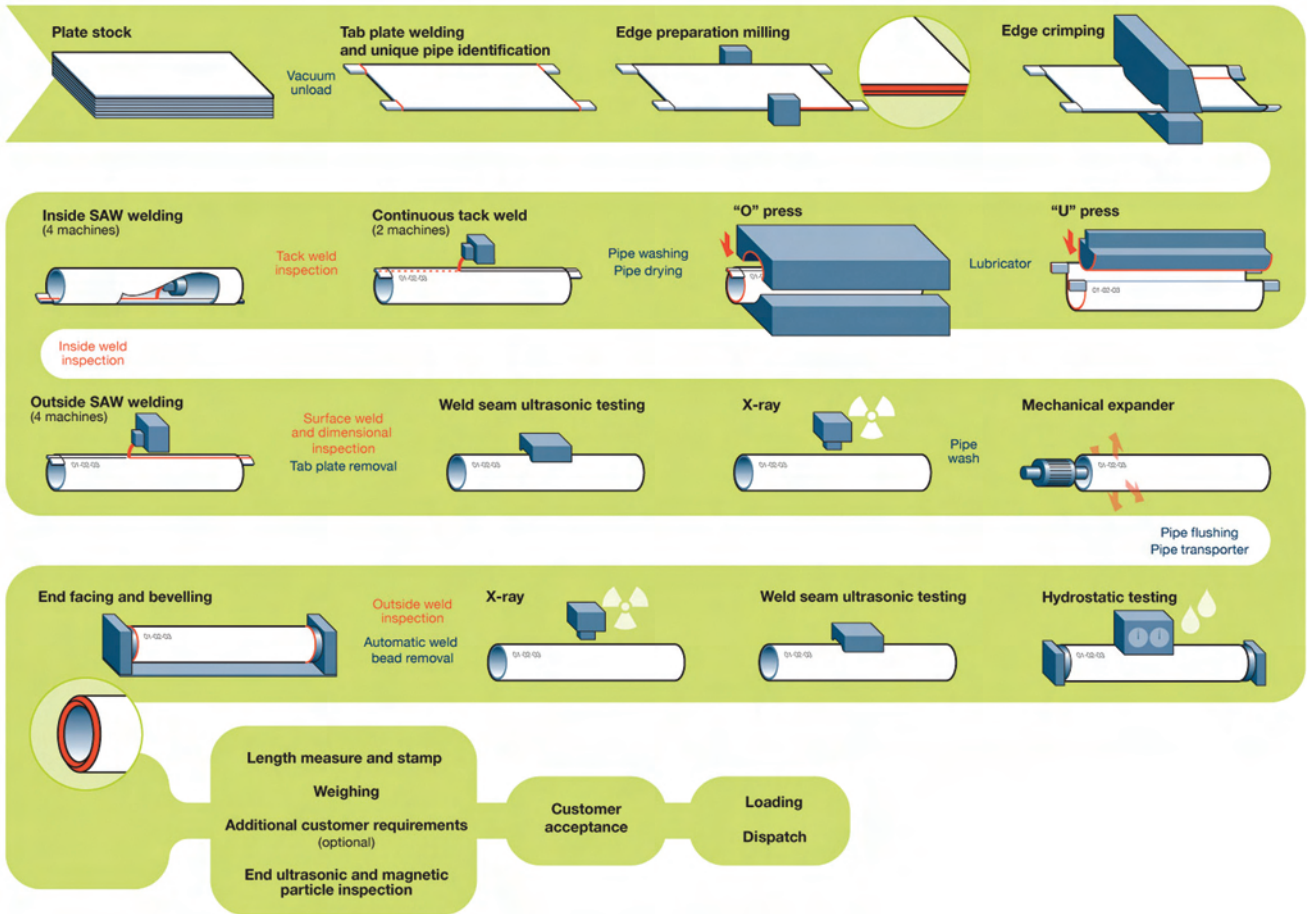 Plate stock
Vacuum
unload
Tab plate welding
and unique pipe identification
Edge preparation milling
Edge crimping
"U" press
01-02-03
Lubricator
"O" press
Pipe washing
Pipe drying
Continuous tack weld
(2 machines)
01-02-03
Tack weld
inspection
Inside SAW welding
(4 machines)
Inside weld
inspection
Outside SAW welding
(4 machines)
01-02-03
Surface weld
and dimensional
inspection
Tab plate removal
Weld seam ultrasonic testing
01-02-03
X-ray
01-02-03
Pipe
wash
Mechanical expander
01-02-03
Pipe flushing
Pipe transporter
Hydrostatic testing
01-02-03
Weld seam ultrasonic testing
01-02-03
X-ray
01-02-03
Outside weld
inspection
Automatic weld
bead removal
End facing and bevelling
01-02-03
Length measure and stamp
Weighing
Additional customer requirements
(optional)
End ultrasonic and magnetic
particle inspection
Customer
acceptance
Loading
Dispatch